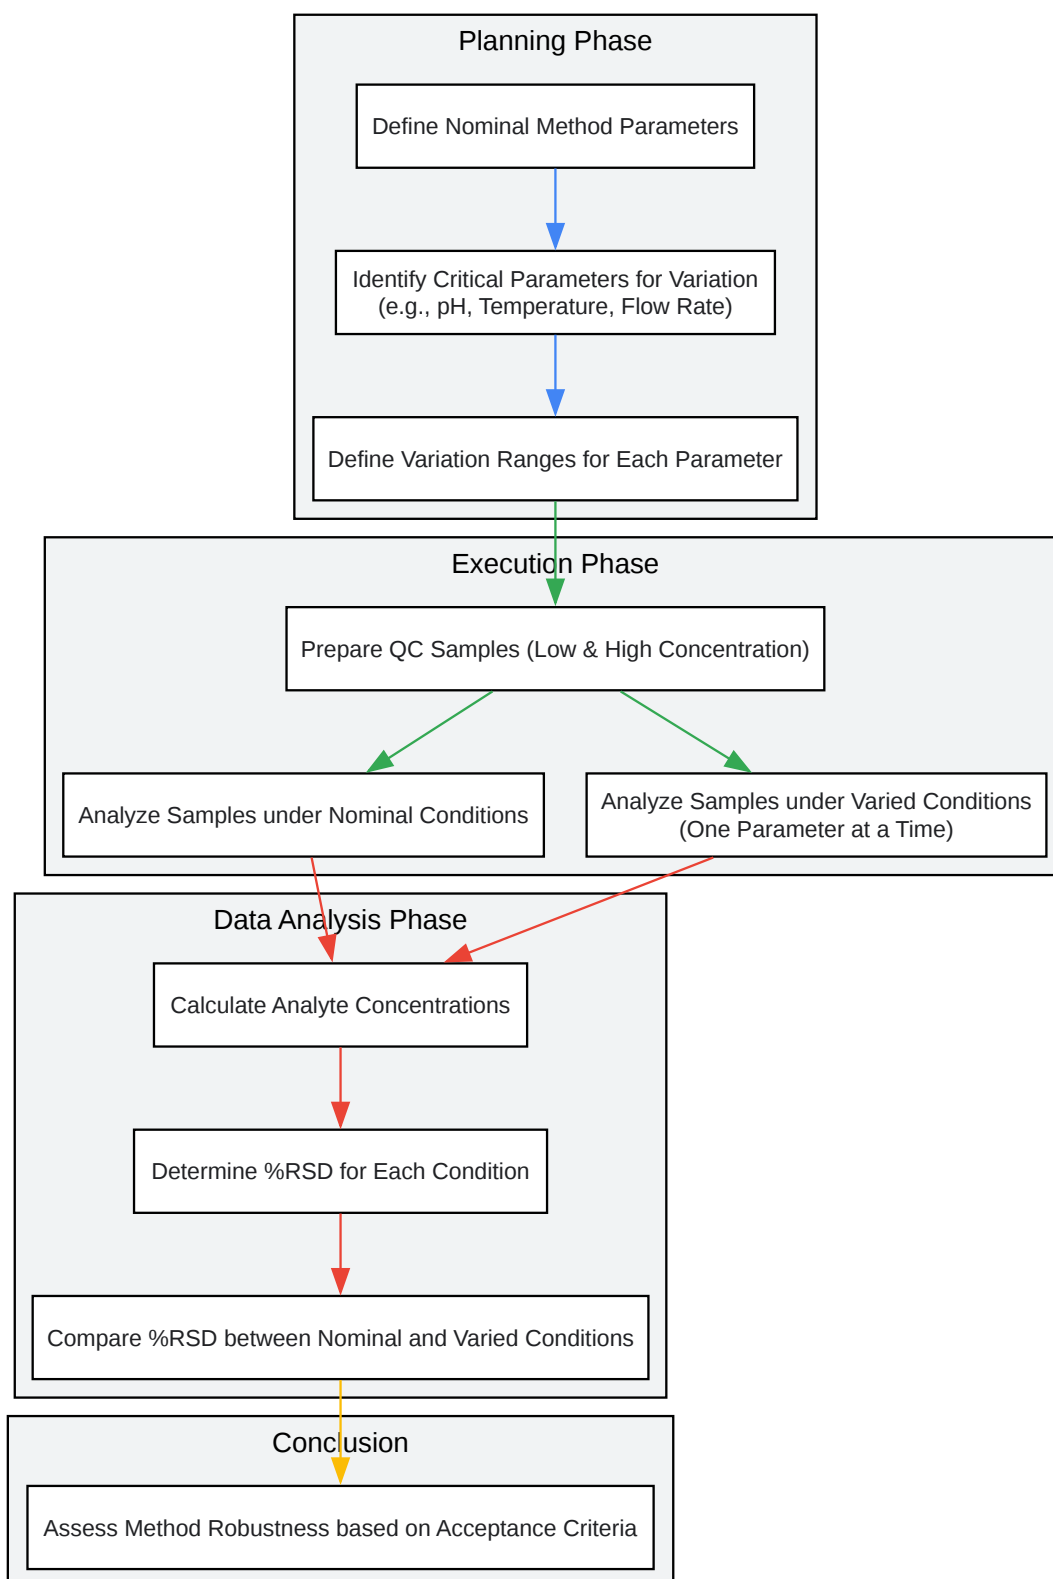 Planning Phase
Define Nominal Method Parameters
Identify Critical Parameters for Variation
(e.g., pH, Temperature, Flow Rate)
Define Variation Ranges for Each Parameter
Execution Phase
Prepare QC Samples (Low & High Concentration)
Analyze Samples under Nominal Conditions
Analyze Samples under Varied Conditions
(One Parameter at a Time)
Data Analysis Phase
Calculate Analyte Concentrations
Determine %RSD for Each Condition
Compare %RSD between Nominal and Varied Conditions
Conclusion
Assess Method Robustness based on Acceptance Criteria